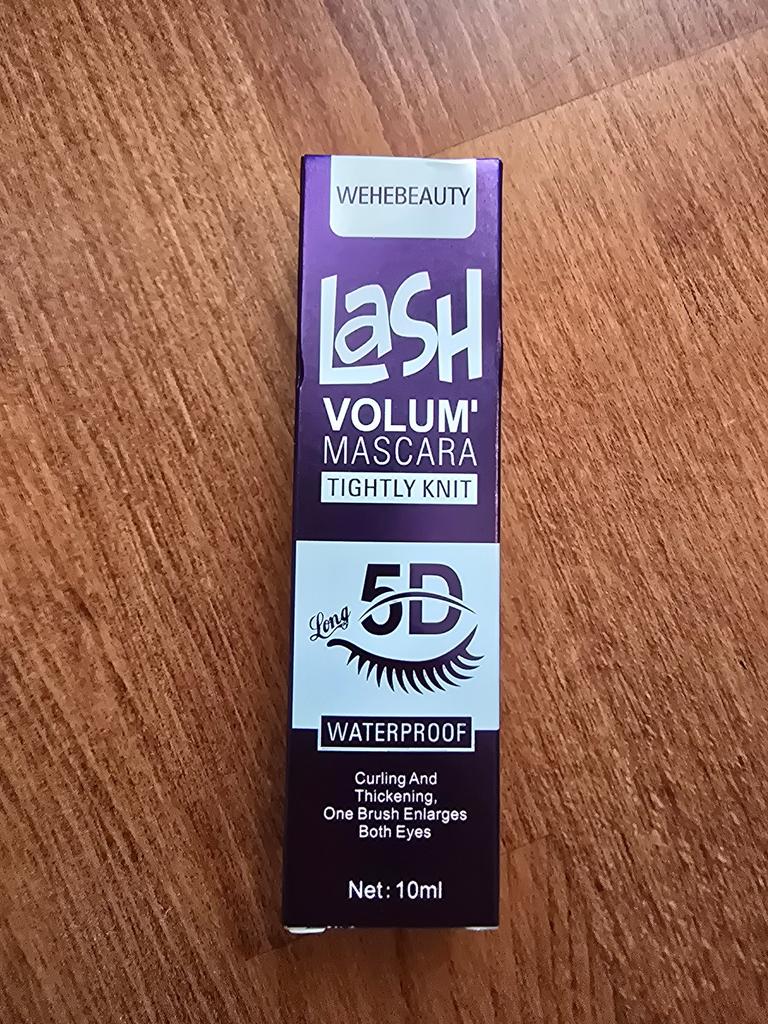 WEHEBEAUTY
LasH
VOLUM'
MASCARA
TIGHTLY KNIT
5D
Long
WATERPROOF
Curling And
Thickening,
One Brush Enlarges
Both Eyes
Net: 10ml